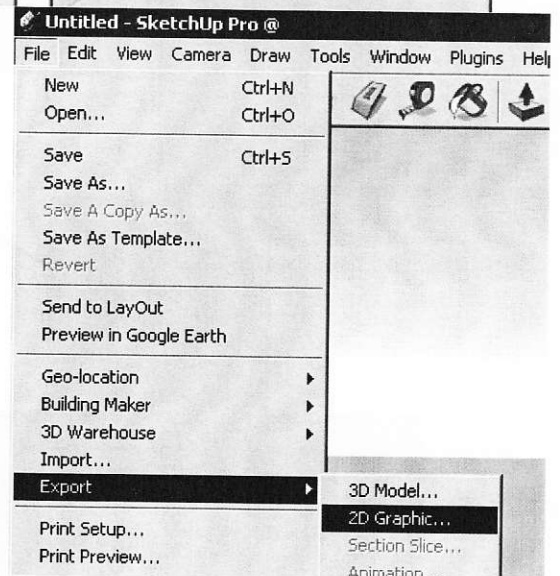 Untitled - SketchUp Pro @
File Edit View Camera Draw Tools Window Plugins Help
New Ctrl+N
Open... Ctrl+O
Save Ctrl+S
Save As...
Save A Copy As...
Save As Template...
Revert
Send to LayOut
Preview in Google Earth
Geo-location
Building Maker
3D Warehouse
Import...
Export
3D Model...
2D Graphic...
Print Setup...
Section Slice...
Print Preview...
Animation